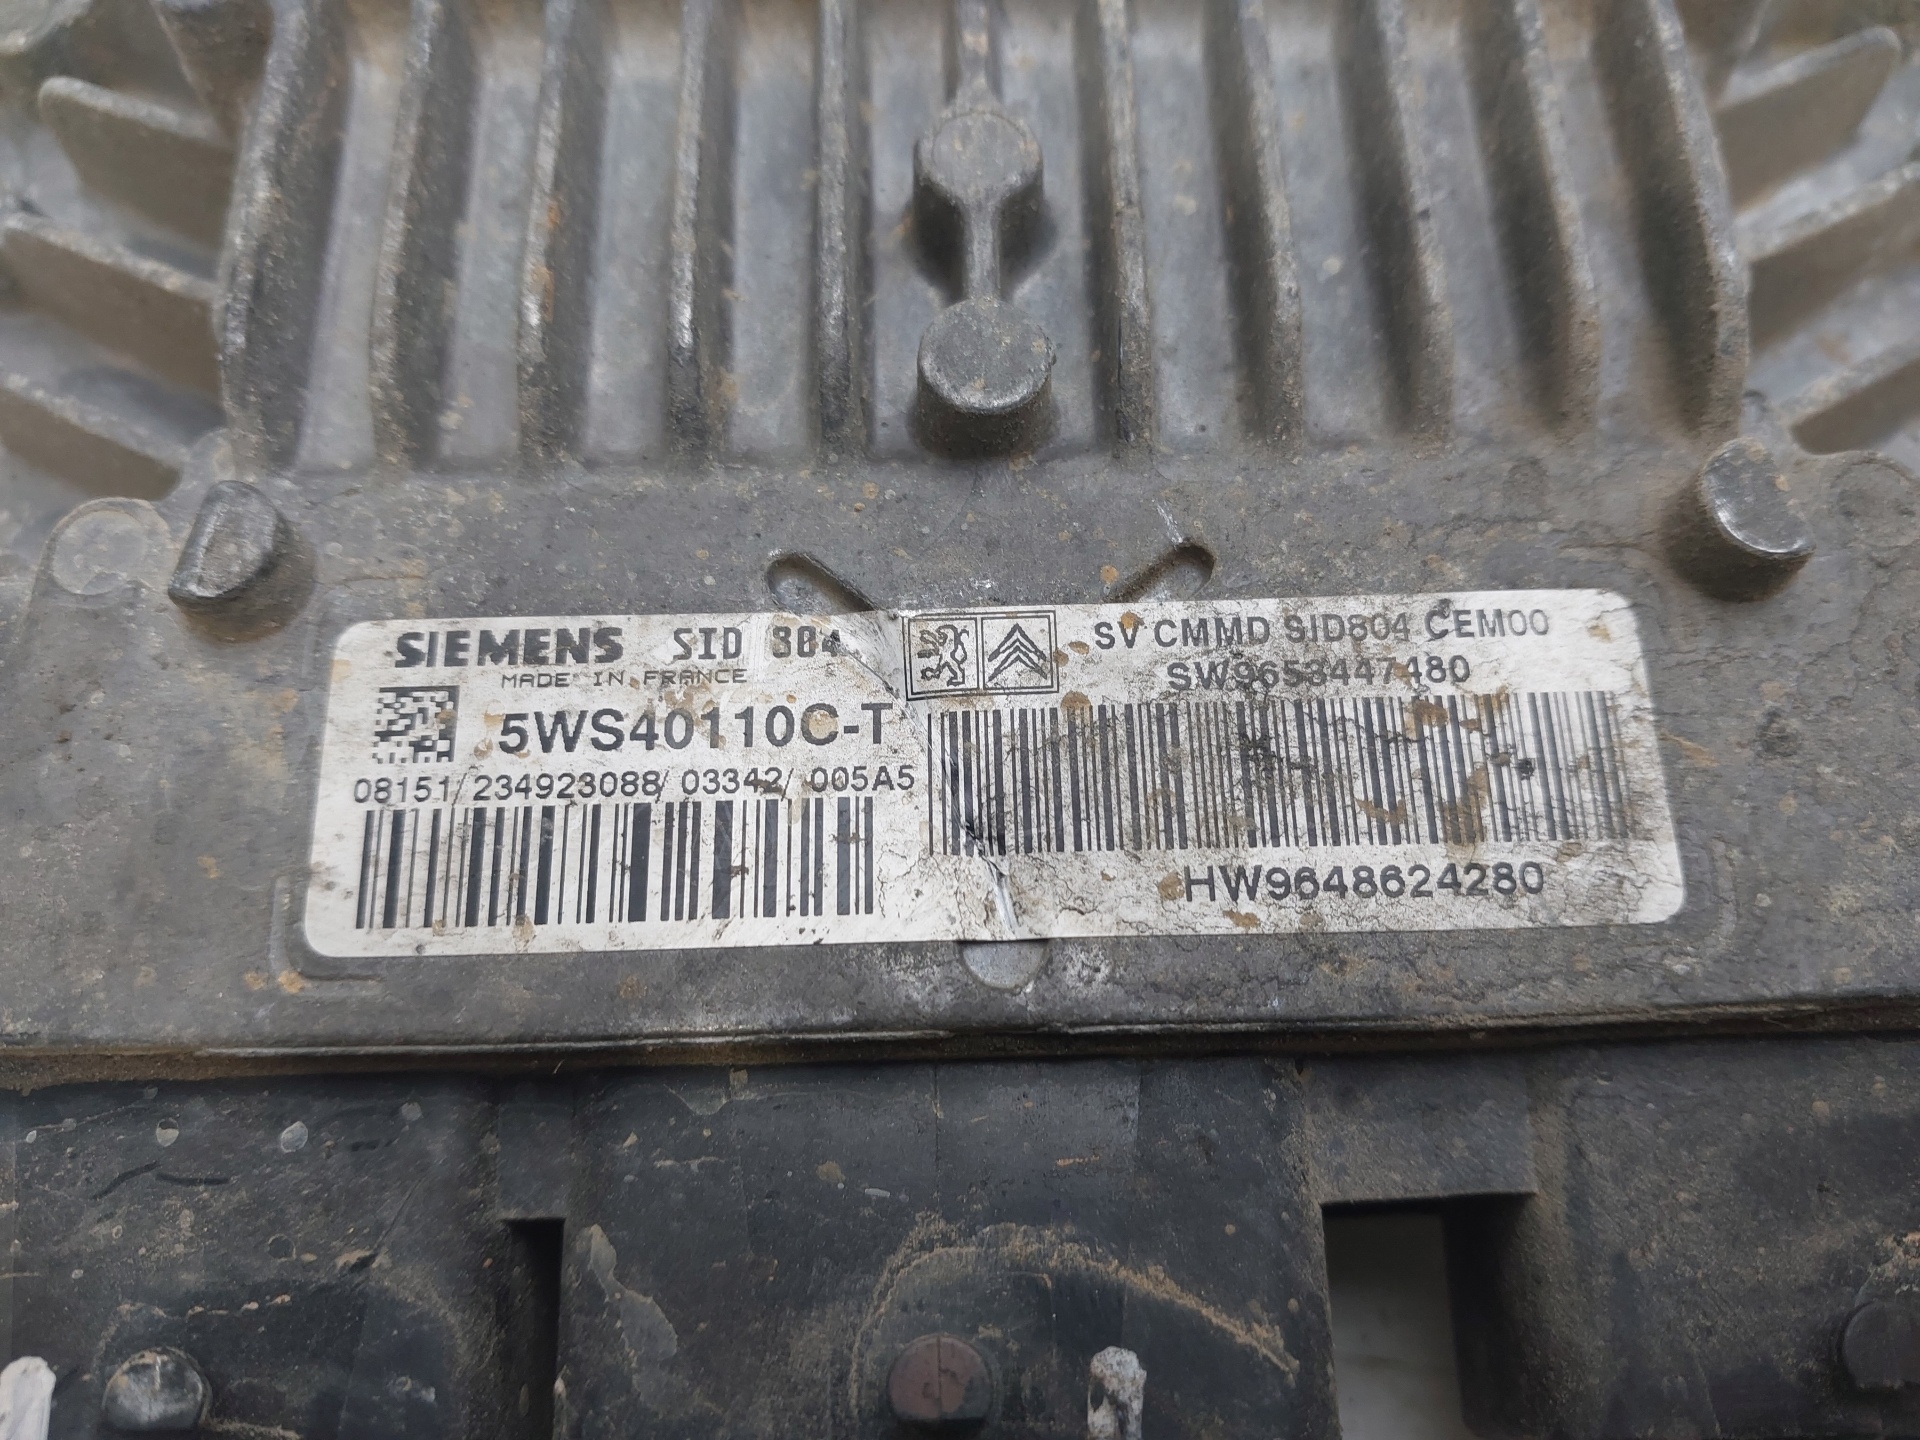 SIEMENS SID 804
MADE IN FRANCE
5WS40110C-T
08151/234923088/03342/005A5
SV CMMD SID804 CEM00
SW9653447480
HW9648624280